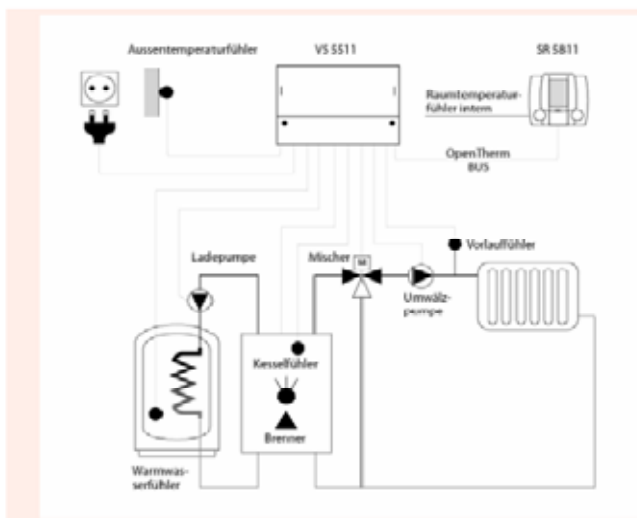 Aussentemperaturfühler
VS 5511
SR 5811
Raumtemperatur-
fühler intern
OpenTherm
BUS
Vorlauffühler
Ladepumpe
Mischer
M
Umwälz-
pumpe
Kesselfühler
Brenner
Warmwas-
serfühler